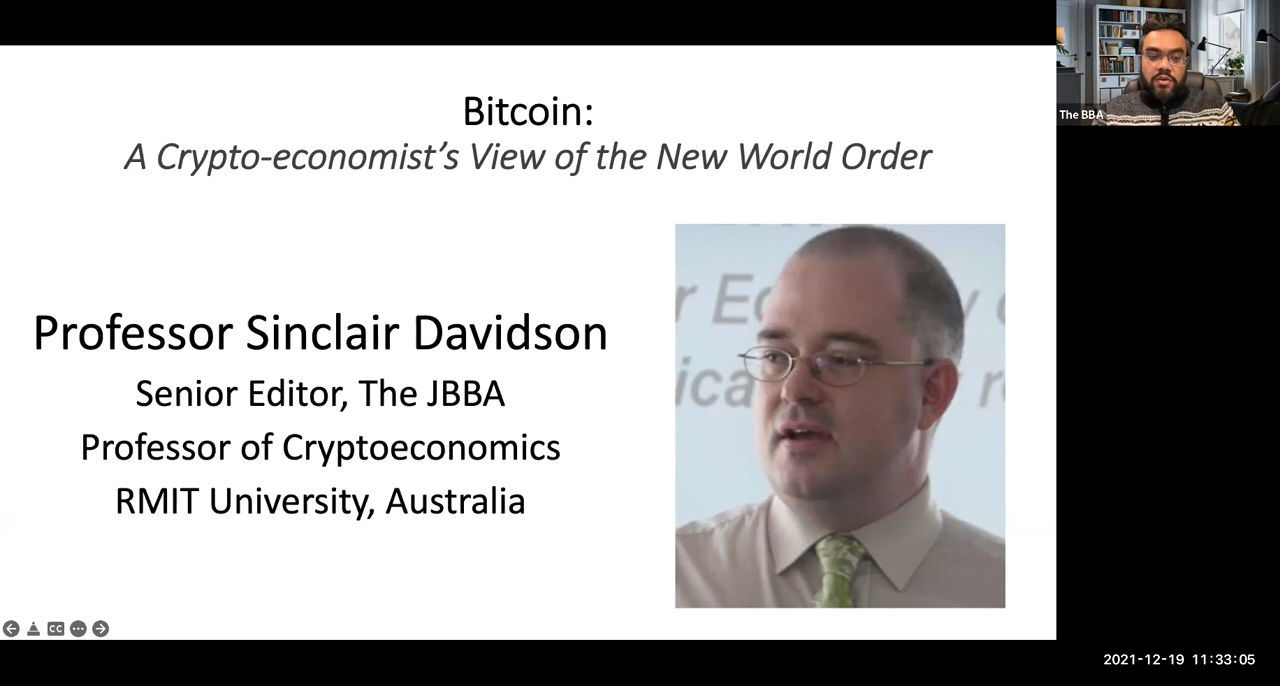 Bitcoin:
A Crypto-economist’s View of the New World Order
Professor Sinclair Davidson
Senior Editor, The JBBA
Professor of Cryptoeconomics
RMIT University, Australia
The BBA
CC
2021-12-19 11:33:05